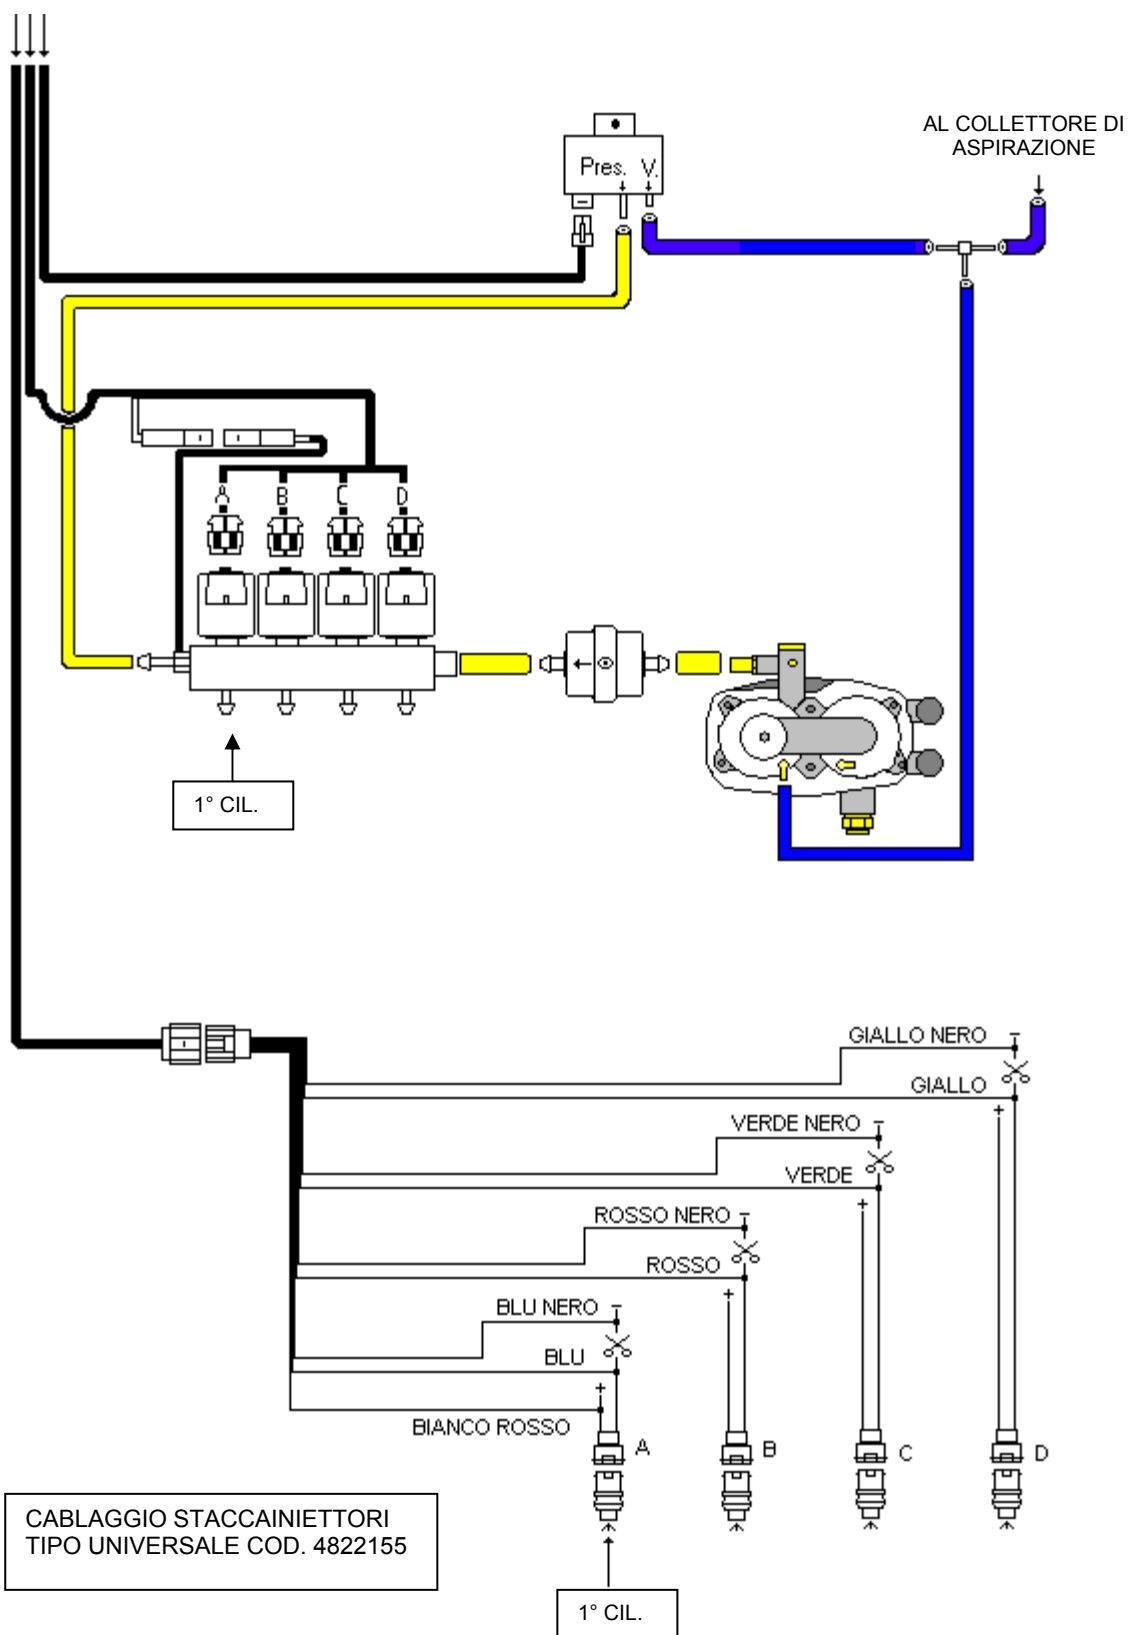 AL COLLETTORE DI
ASPIRAZIONE
Pres. V.
A B C D
1° CIL.
GIALLO NERO -
GIALLO
+
VERDE NERO -
VERDE
+
ROSSO NERO -
ROSSO
+
BLU NERO -
BLU
+
BIANCO ROSSO
A B C D
CABLAGGIO STACCAINIETTORI
TIPO UNIVERSALE COD. 4822155
1° CIL.